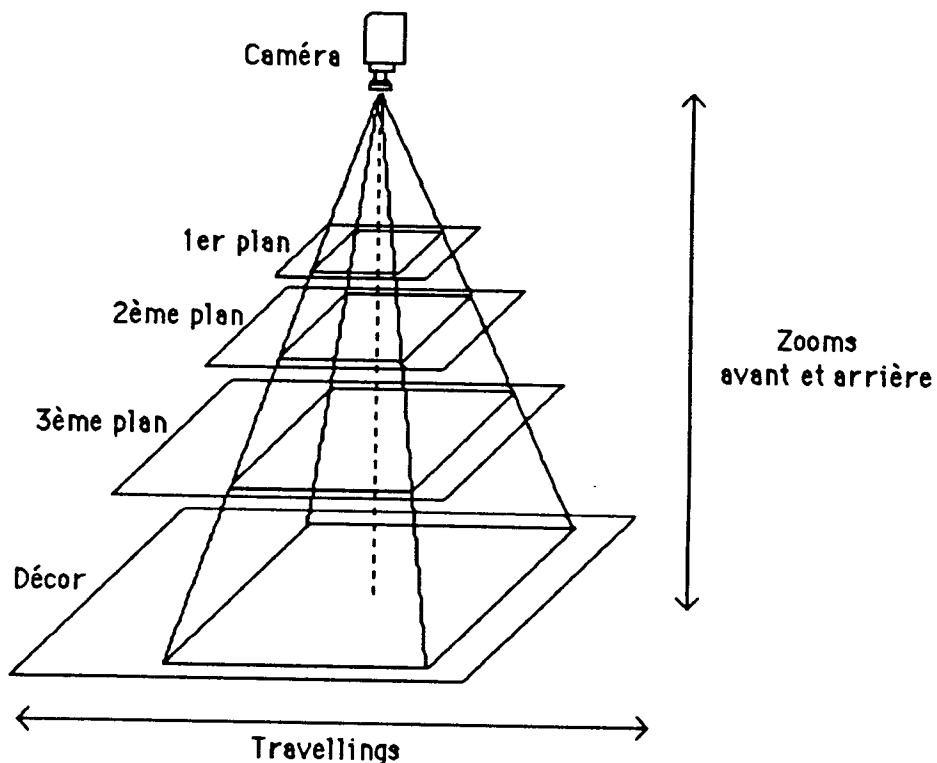 Caméra
1er plan
2ème plan
3ème plan
Décor
Zooms
avant et arrière
Travellings